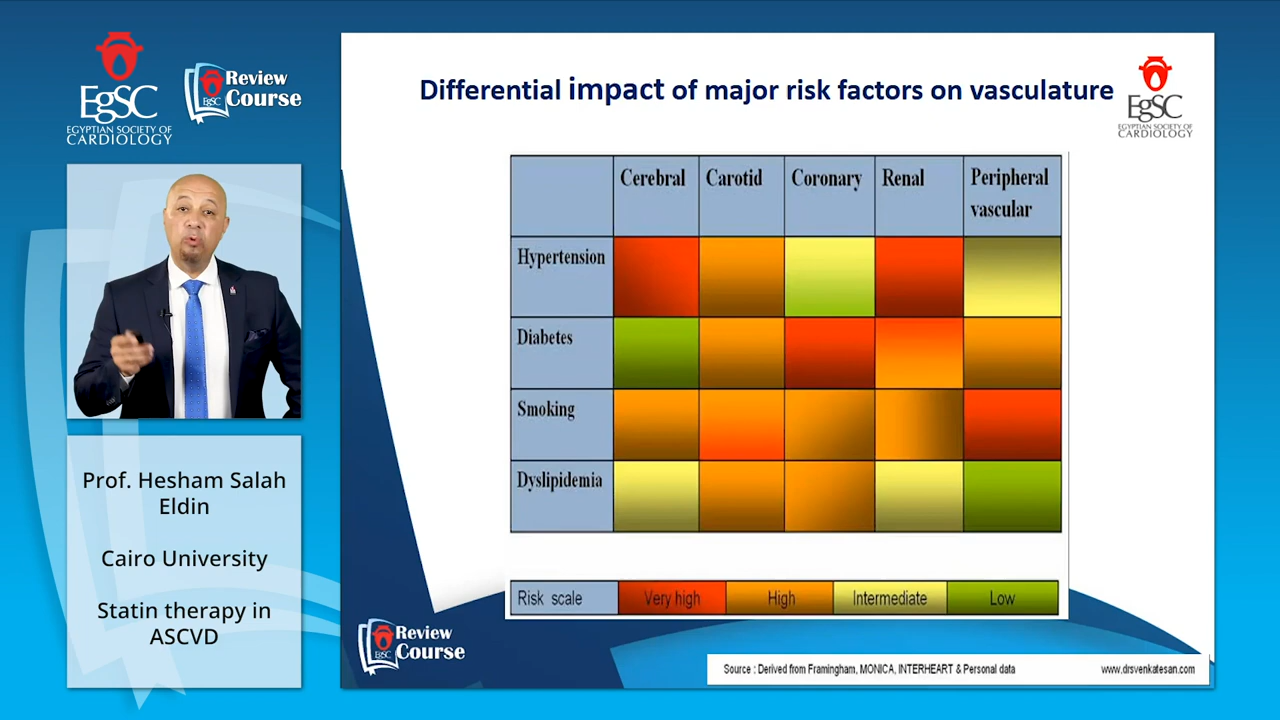 EgSC
EGYPTIAN SOCIETY OF
CARDIOLOGY
EgSC
Review
Course
Differential impact of major risk factors on vasculature
EgSC
EGYPTIAN SOCIETY OF
CARDIOLOGY
Cerebral Carotid Coronary Renal Peripheral
vascular
Hypertension
Diabetes
Smoking
Dyslipidemia
Risk scale Very high High Intermediate Low
Prof. Hesham Salah
Eldin
Cairo University
Statin therapy in
ASCVD
EgSC
Review
Course
Source : Derived from Framingham, MONICA, INTERHEART & Personal data www.drsvenkatesan.com